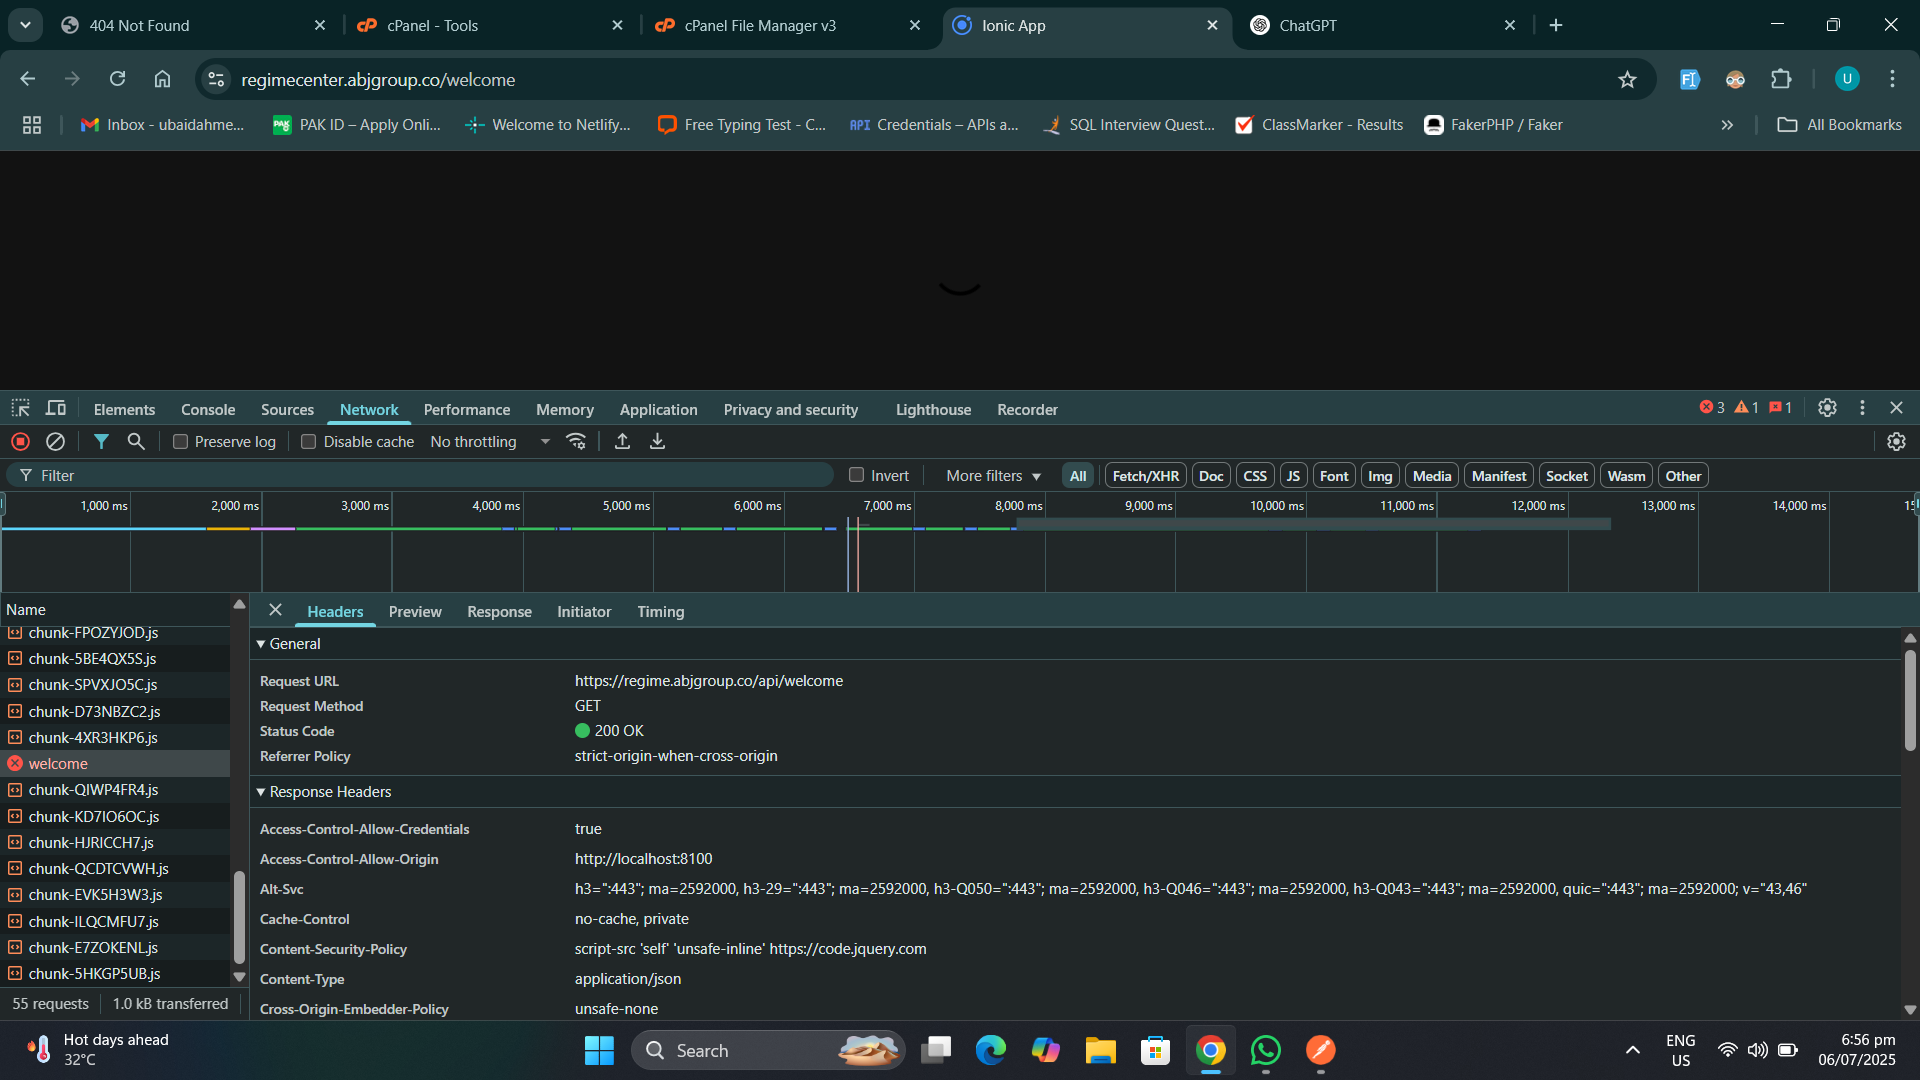 404 Not Found
cPanel - Tools
cPanel File Manager v3
Ionic App
ChatGPT
regimecenter.abjgroup.co/welcome
U
Inbox - ubaidahme...
PAK ID – Apply Onli...
Welcome to Netlify...
Free Typing Test - C...
API Credentials – APIs a...
SQL Interview Quest...
ClassMarker - Results
FakerPHP / Faker
All Bookmarks
Elements Console Sources Network Performance Memory Application Privacy and security Lighthouse Recorder
3 1 1
Preserve log Disable cache No throttling
Filter Invert More filters All Fetch/XHR Doc CSS JS Font Img Media Manifest Socket Wasm Other
1,000 ms 2,000 ms 3,000 ms 4,000 ms 5,000 ms 6,000 ms 7,000 ms 8,000 ms 9,000 ms 10,000 ms 11,000 ms 12,000 ms 13,000 ms 14,000 ms
Name
chunk-FPOZYJOD.js
chunk-5BE4QX5S.js
chunk-SPVXJO5C.js
chunk-D73NBZC2.js
chunk-4XR3HKP6.js
welcome
chunk-QIWP4FR4.js
chunk-KD7IO6OC.js
chunk-HJRICCH7.js
chunk-QCDTCVWH.js
chunk-EVK5H3W3.js
chunk-ILQCMFU7.js
chunk-E7ZOKENL.js
chunk-5HKGP5UB.js
55 requests 1.0 kB transferred
Headers Preview Response Initiator Timing
General
Request URL https://regime.abjgroup.co/api/welcome
Request Method GET
Status Code 200 OK
Referrer Policy strict-origin-when-cross-origin
Response Headers
Access-Control-Allow-Credentials true
Access-Control-Allow-Origin http://localhost:8100
Alt-Svc h3=":443"; ma=2592000, h3-29=":443"; ma=2592000, h3-Q050=":443"; ma=2592000, h3-Q046=":443"; ma=2592000, h3-Q043=":443"; ma=2592000, quic=":443"; ma=2592000; v="43,46"
Cache-Control no-cache, private
Content-Security-Policy script-src 'self' 'unsafe-inline' https://code.jquery.com
Content-Type application/json
Cross-Origin-Embedder-Policy unsafe-none
Hot days ahead
32°C
Search
ENG
US
6:56 pm
06/07/2025